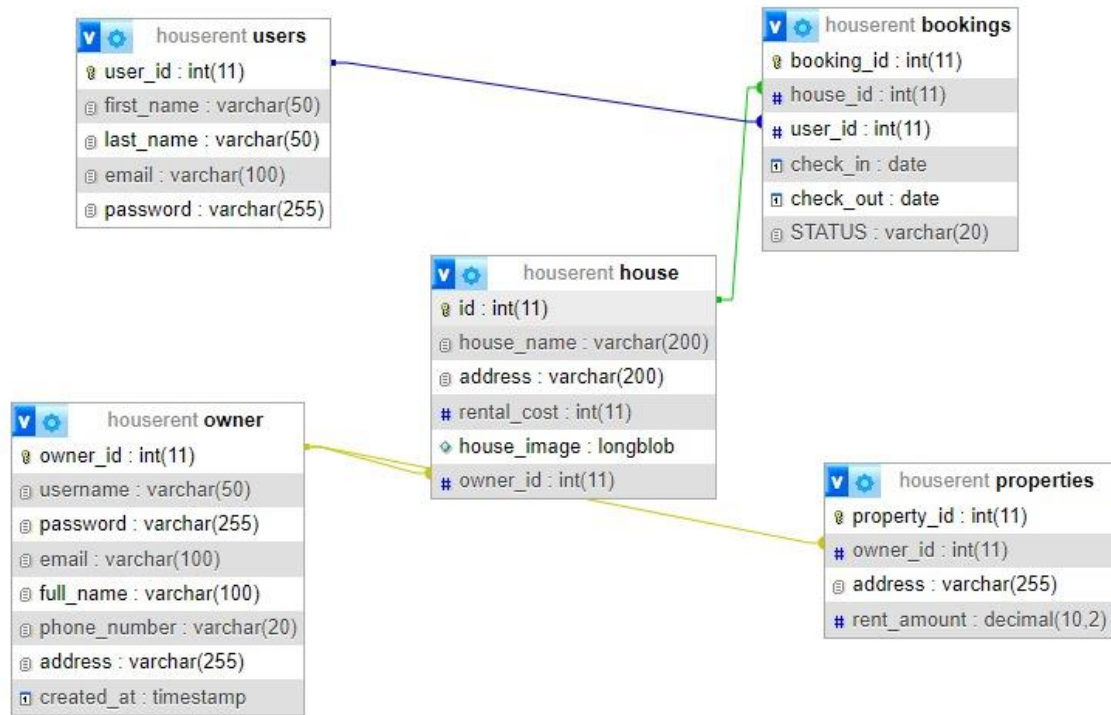 v houserent users
user_id : int(11)
first_name : varchar(50)
last_name : varchar(50)
email : varchar(100)
password : varchar(255)
v houserent bookings
booking_id : int(11)
# house_id : int(11)
# user_id : int(11)
check_in : date
check_out : date
STATUS : varchar(20)
v houserent house
id : int(11)
house_name : varchar(200)
address : varchar(200)
# rental_cost : int(11)
house_image : longblob
# owner_id : int(11)
v houserent owner
owner_id : int(11)
username : varchar(50)
password : varchar(255)
email : varchar(100)
full_name : varchar(100)
phone_number : varchar(20)
address : varchar(255)
created_at : timestamp
v houserent properties
property_id : int(11)
# owner_id : int(11)
address : varchar(255)
# rent_amount : decimal(10,2)